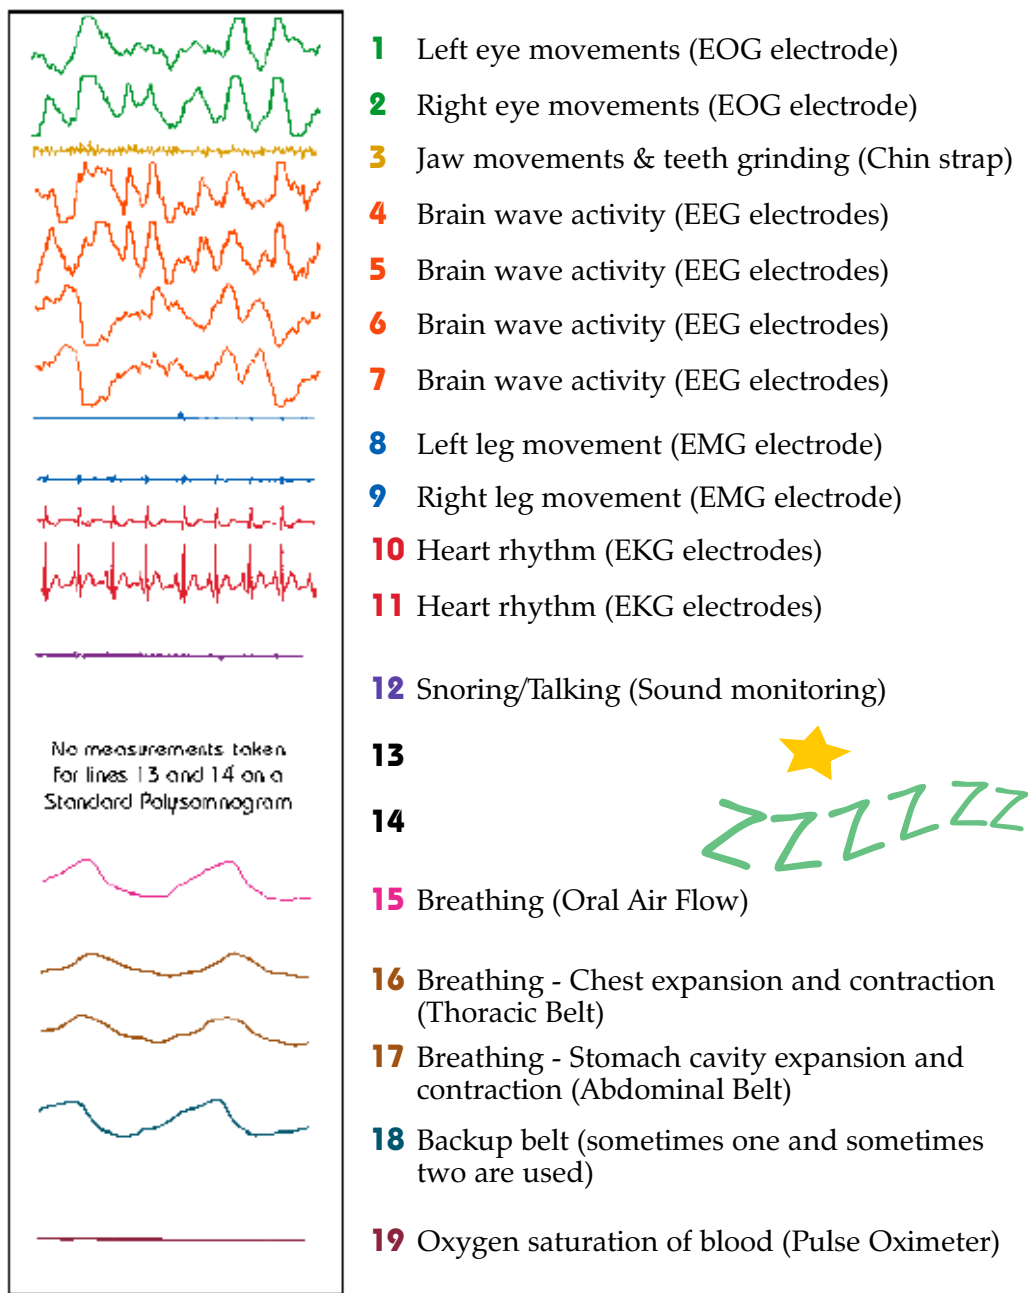 1 Left eye movements (EOG electrode)
2 Right eye movements (EOG electrode)
3 Jaw movements & teeth grinding (Chin strap)
4 Brain wave activity (EEG electrodes)
5 Brain wave activity (EEG electrodes)
6 Brain wave activity (EEG electrodes)
7 Brain wave activity (EEG electrodes)
8 Left leg movement (EMG electrode)
9 Right leg movement (EMG electrode)
10 Heart rhythm (EKG electrodes)
11 Heart rhythm (EKG electrodes)
12 Snoring/Talking (Sound monitoring)
No measurements taken
for lines 13 and 14 on a
Standard Polysomnogram
13
14
ZZZZZZ
15 Breathing (Oral Air Flow)
16 Breathing - Chest expansion and contraction
(Thoracic Belt)
17 Breathing - Stomach cavity expansion and
contraction (Abdominal Belt)
18 Backup belt (sometimes one and sometimes
two are used)
19 Oxygen saturation of blood (Pulse Oximeter)